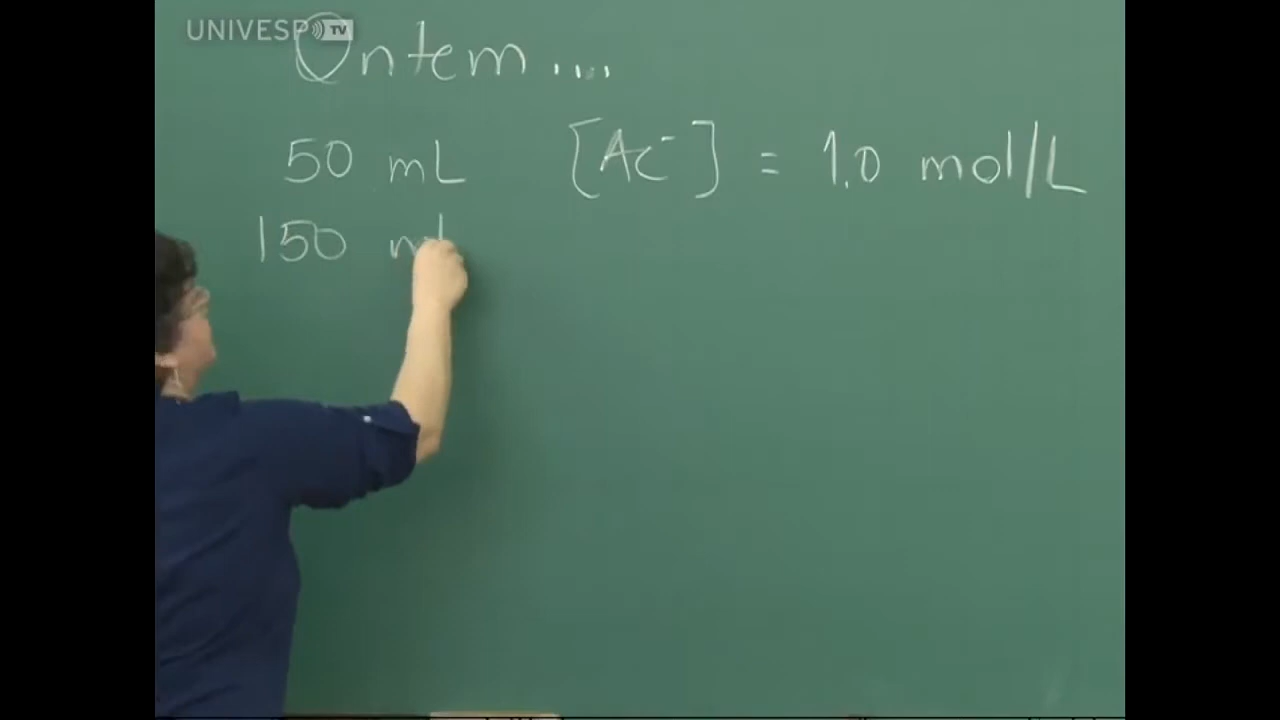 UNIVESP TV
Ontem....
50 mL [Ac⁻] = 1.0 mol/L
150 mL